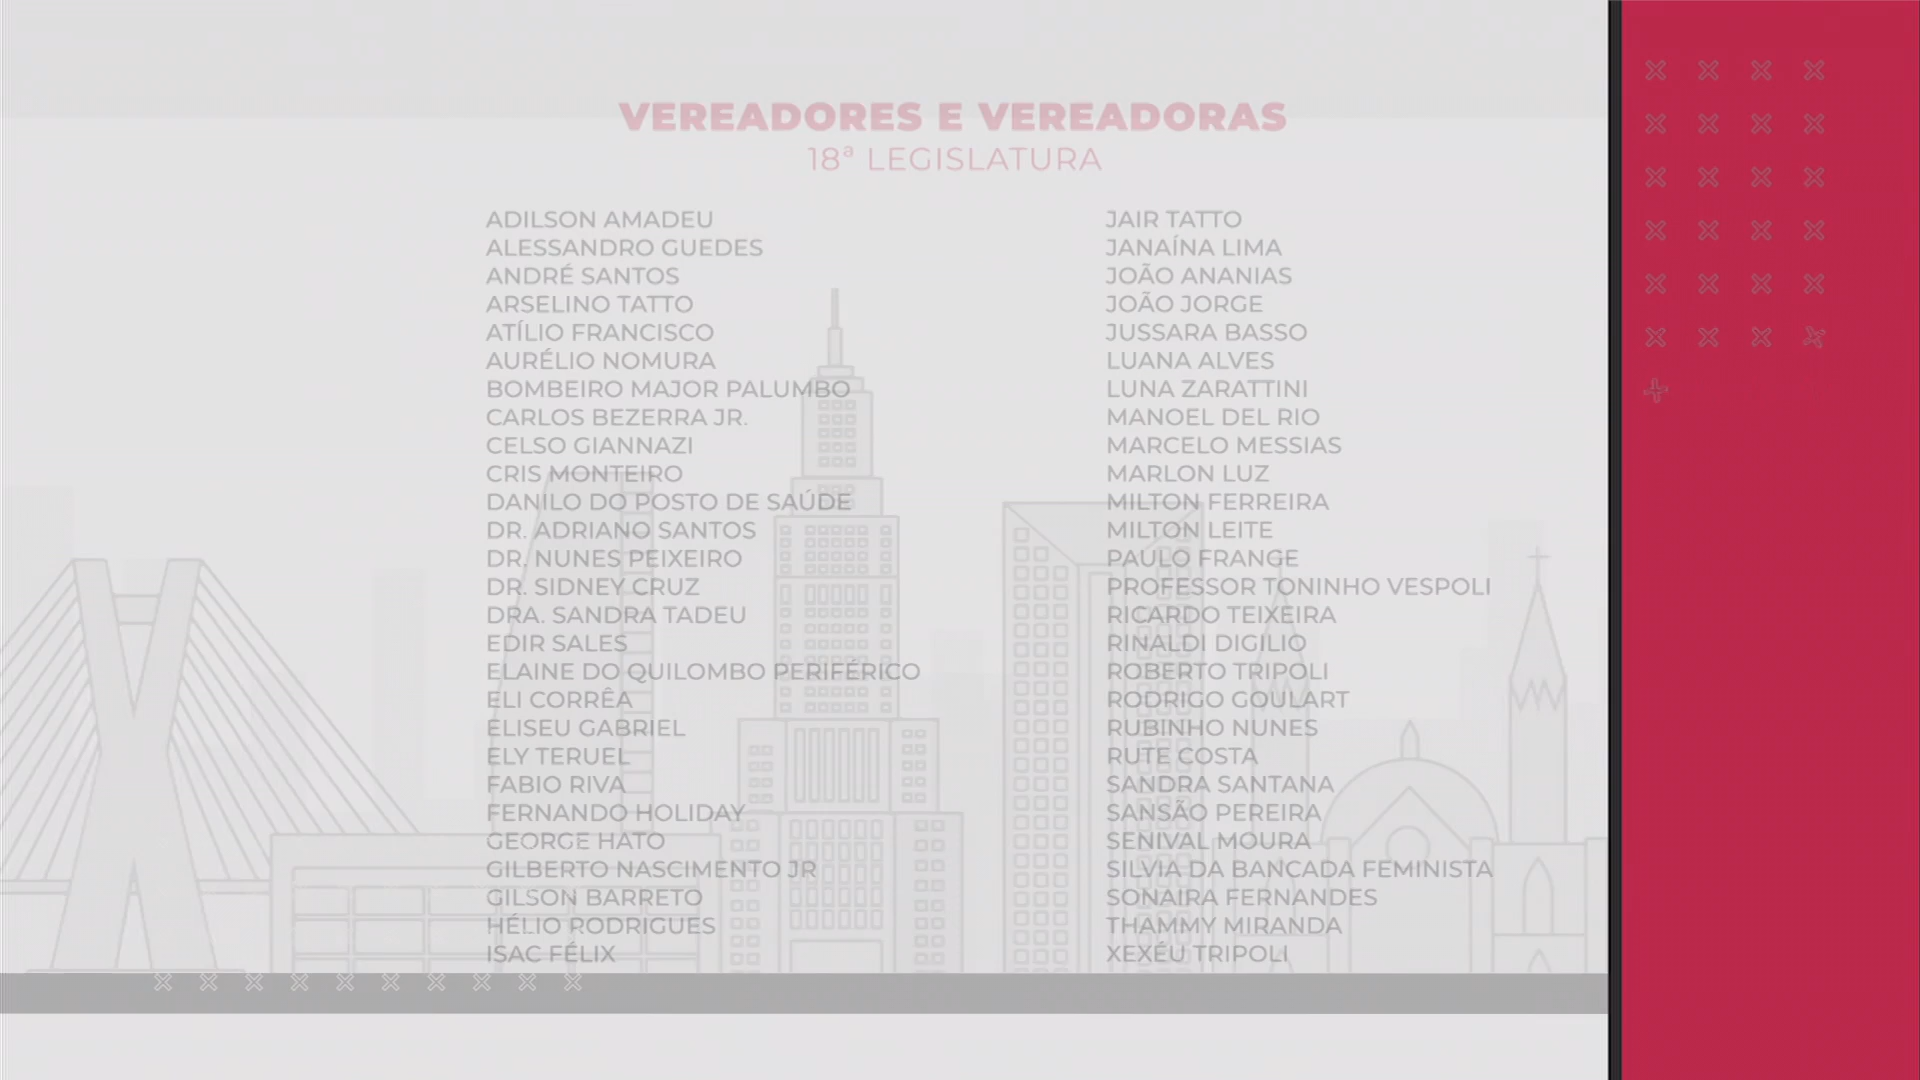 VEREADORES E VEREADORAS
18ª LEGISLATURA
ADILSON AMADEU
ALESSANDRO GUEDES
ANDRÉ SANTOS
ARSELINO TATTO
ATÍLIO FRANCISCO
AURÉLIO NOMURA
BOMBEIRO MAJOR PALUMBO
CARLOS BEZERRA JR.
CELSO GIANNAZI
CRIS MONTEIRO
DANILO DO POSTO DE SAÚDE
DR. ADRIANO SANTOS
DR. NUNES PEIXEIRO
DR. SIDNEY CRUZ
DRA. SANDRA TADEU
EDIR SALES
ELAINE DO QUILOMBO PERIFÉRICO
ELI CORRÊA
ELISEU GABRIEL
ELY TERUEL
FABIO RIVA
FERNANDO HOLIDAY
GEORGE HATO
GILBERTO NASCIMENTO JR
GILSON BARRETO
HÉLIO RODRIGUES
ISAC FÉLIX
JAIR TATTO
JANAÍNA LIMA
JOÃO ANANIAS
JOÃO JORGE
JUSSARA BASSO
LUANA ALVES
LUNA ZARATTINI
MANOEL DEL RIO
MARCELO MESSIAS
MARLON LUZ
MILTON FERREIRA
MILTON LEITE
PAULO FRANGE
PROFESSOR TONINHO VESPOLI
RICARDO TEIXEIRA
RINALDI DIGILIO
ROBERTO TRIPOLI
RODRIGO GOULART
RUBINHO NUNES
RUTE COSTA
SANDRA SANTANA
SANSÃO PEREIRA
SENIVAL MOURA
SILVIA DA BANCADA FEMINISTA
SONAIRA FERNANDES
THAMMY MIRANDA
XEXÉU TRIPOLI